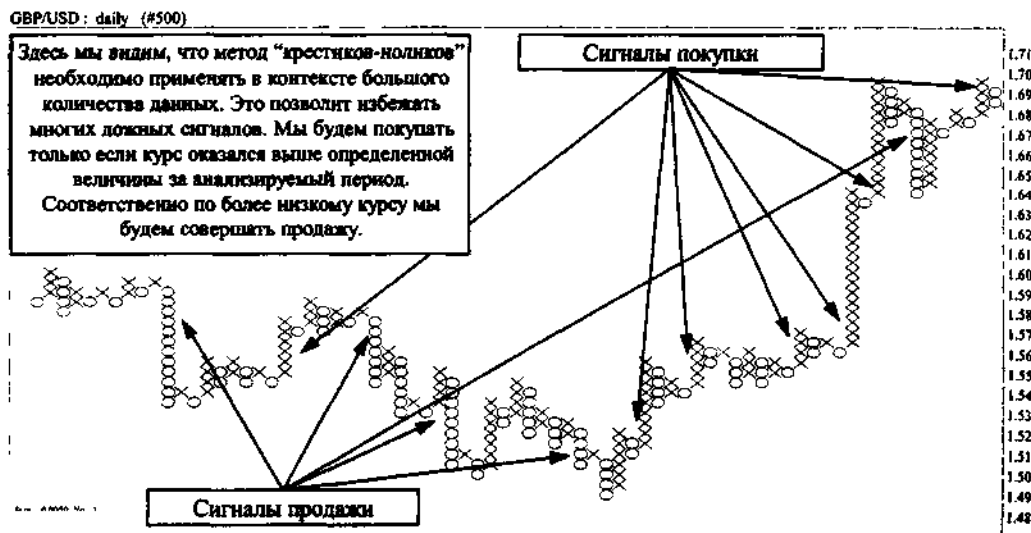 GBP/USD : daily (#500)
Здесь мы видим, что метод “крестиков-ноликов”
необходимо применять в контексте большого
количества данных. Это позволит избежать
многих ложных сигналов. Мы будем покупать
только если курс оказался выше определенной
величины за анализируемый период.
Соответственно по более низкому курсу мы
будем совершать продажу.
Сигналы покупки
1.71
1.70
1.69
1.68
1.67
1.66
1.65
1.64
1.63
1.62
1.61
1.60
1.59
1.58
1.57
1.56
1.55
1.54
1.53
1.52
1.51
1.50
1.49
1.48
Сигналы продажи